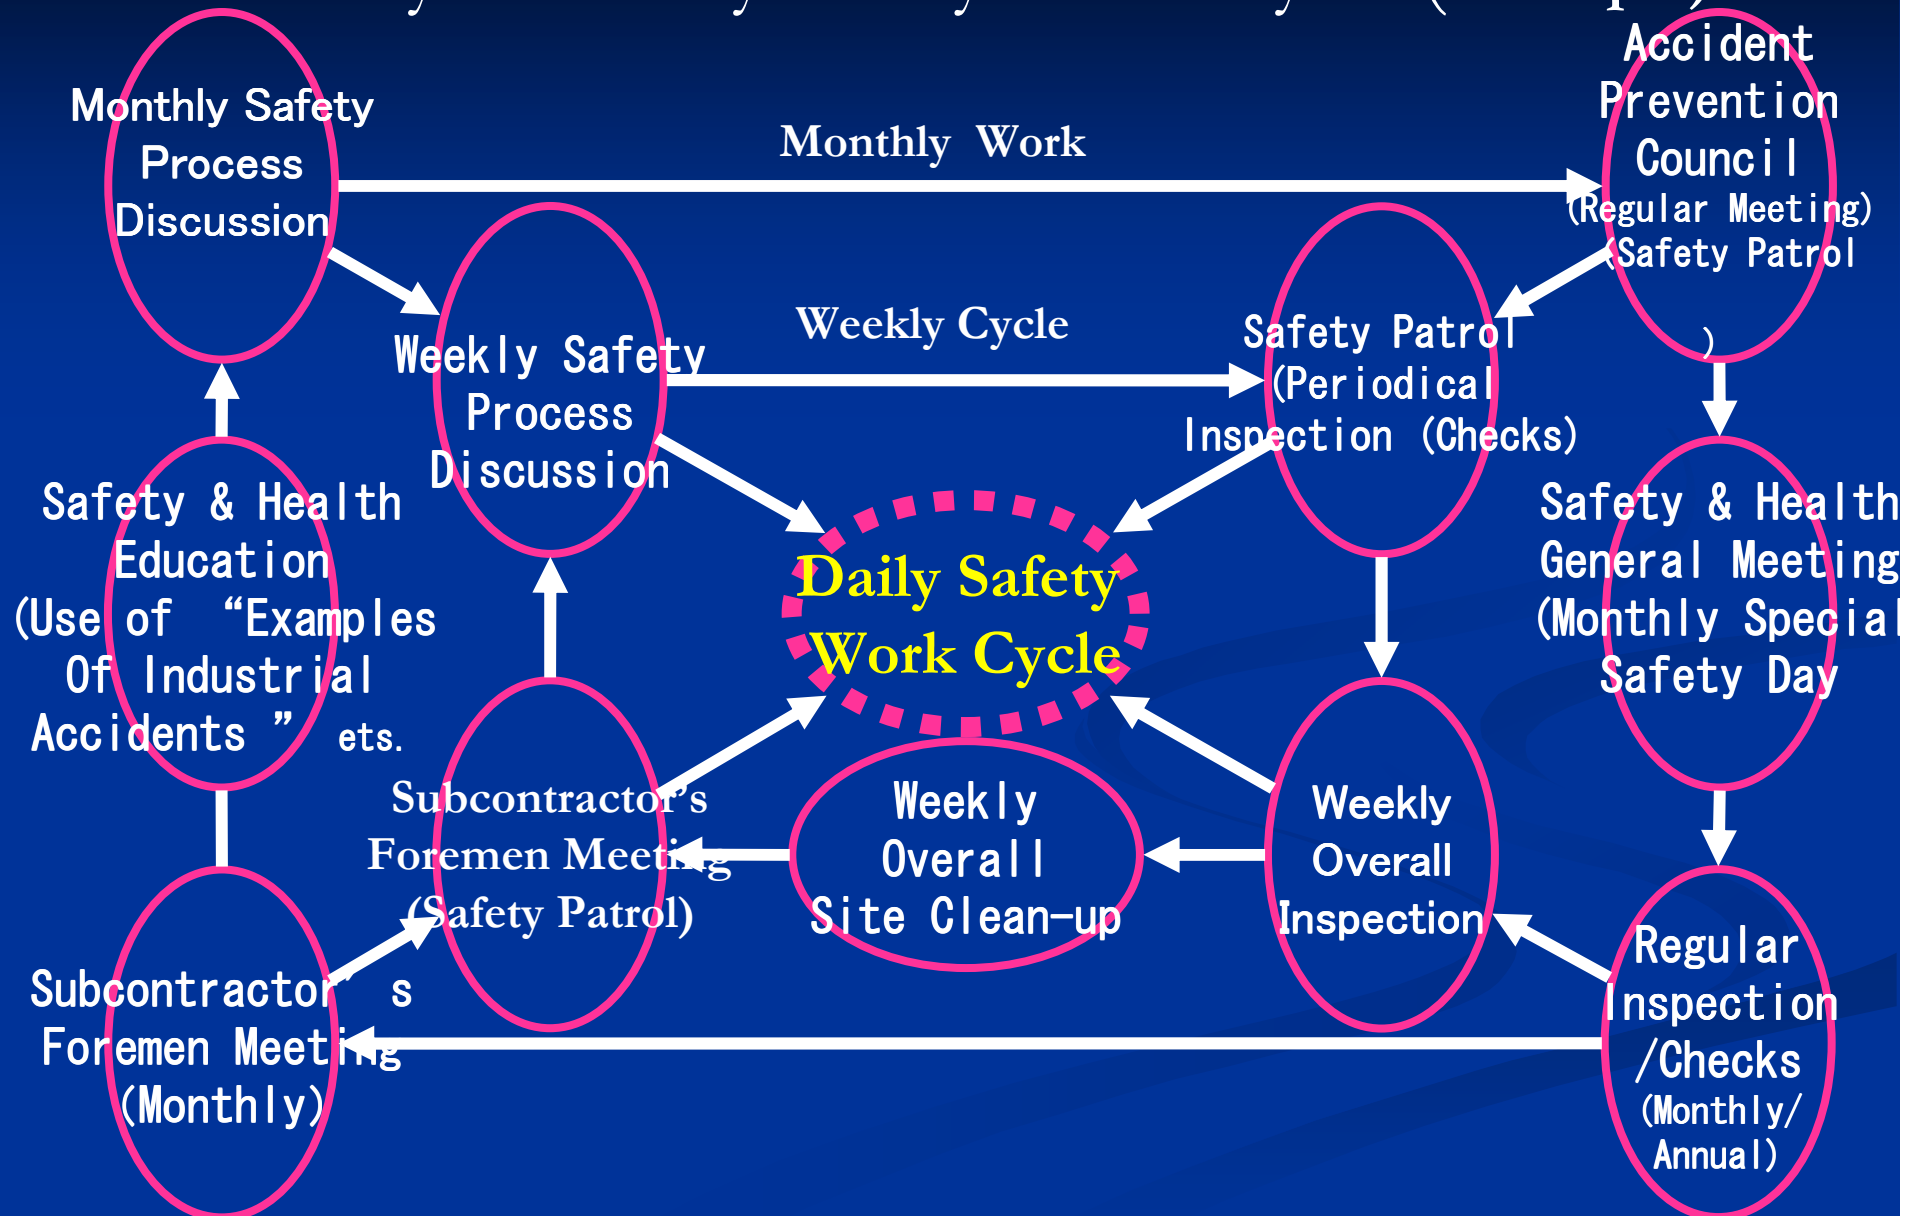 Monthly Safety
Process
Discussion
Monthly Work
Accident
Prevention
Council
(Regular Meeting)
(Safety Patrol
)
Weekly Safety
Process
Discussion
Weekly Cycle
Safety Patrol
(Periodical
Inspection (Checks)
Safety & Health
Education
(Use of “Examples
Of Industrial
Accidents ” ets.
Daily Safety
Work Cycle
Safety & Health
General Meeting
(Monthly Special
Safety Day
Subcontractor's
Foremen Meeting
(Safety Patrol)
Weekly
Overall
Site Clean-up
Weekly
Overall
Inspection
Subcontractor’ s
Foremen Meeting
(Monthly)
Regular
Inspection
/Checks
(Monthly/
Annual)